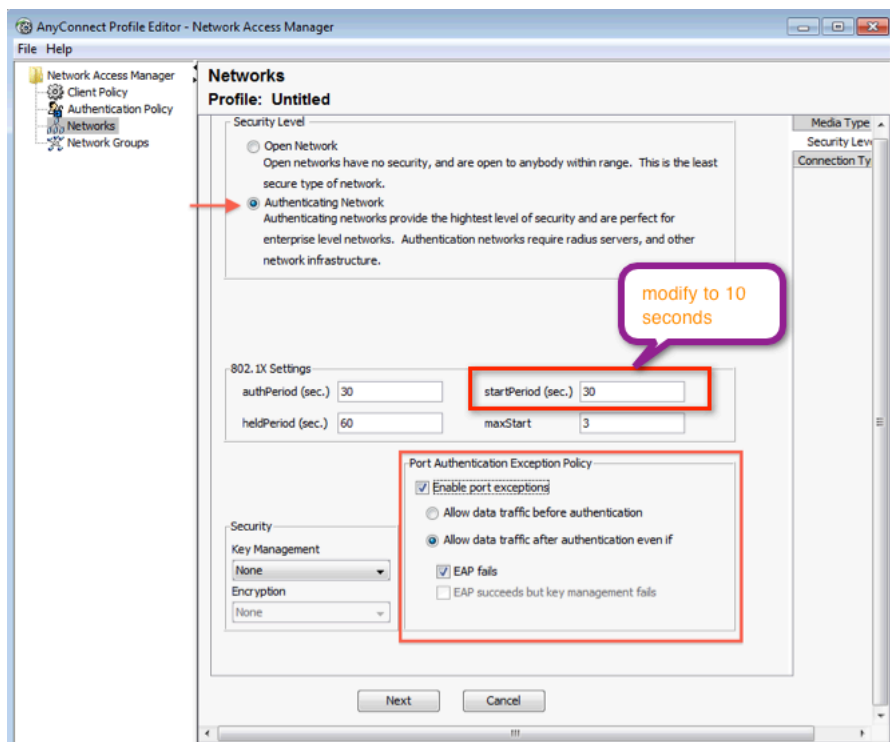 AnyConnect Profile Editor - Network Access Manager
File Help
Network Access Manager
Client Policy
Authentication Policy
Networks
Network Groups
Networks
Profile: Untitled
Security Level
Open Network
Open networks have no security, and are open to anybody within range. This is the least
secure type of network.
Authenticating Network
Authenticating networks provide the highest level of security and are perfect for
enterprise level networks. Authentication networks require radius servers, and other
network infrastructure.
Media Type
Security Leve
Connection Ty
modify to 10
seconds
802.1X Settings
authPeriod (sec.) 30
startPeriod (sec.) 30
heldPeriod (sec.) 60
maxStart 3
Port Authentication Exception Policy
Enable port exceptions
Allow data traffic before authentication
Allow data traffic after authentication even if
EAP fails
EAP succeeds but key management fails
Security
Key Management
None
Encryption
None
Next
Cancel